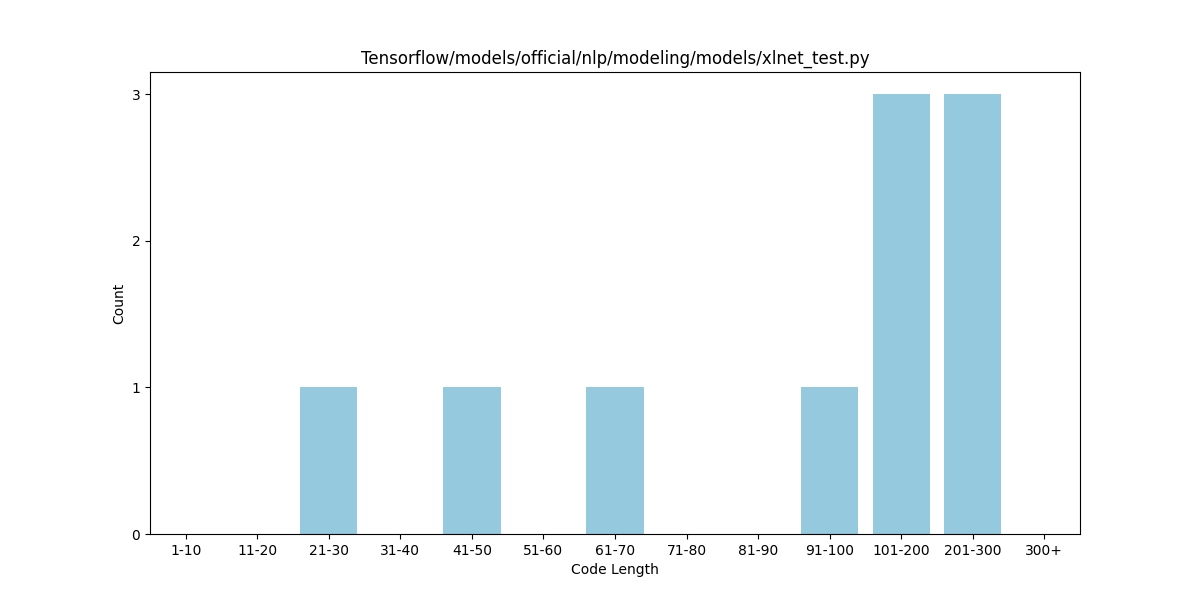 Tensorflow/models/official/nlp/modeling/models/xlnet_test.py
3
2
1
0
Count
1-10 11-20 21-30 31-40 41-50 51-60 61-70 71-80 81-90 91-100 101-200 201-300 300+
Code Length